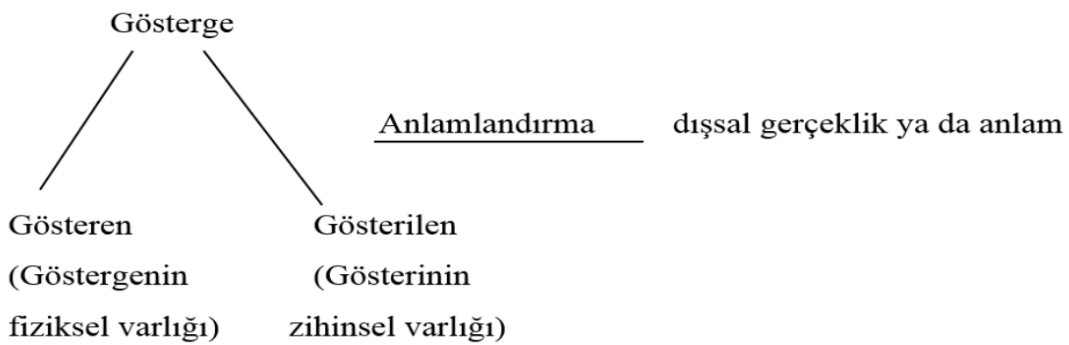 Gösterge
Anlamlandırma dışsal gerçeklik ya da anlam
Gösteren Gösterilen
(Göstergenin (Gösterinin
fiziksel varlığı) zihinsel varlığı)